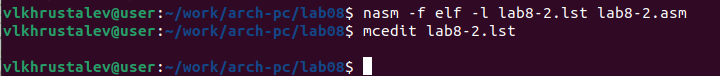 vlkhrustalev@user:~/work/arch-pc/lab08$ nasm -f elf -l lab8-2.lst lab8-2.asm
vlkhrustalev@user:~/work/arch-pc/lab08$ mcedit lab8-2.lst
vlkhrustalev@user:~/work/arch-pc/lab08$